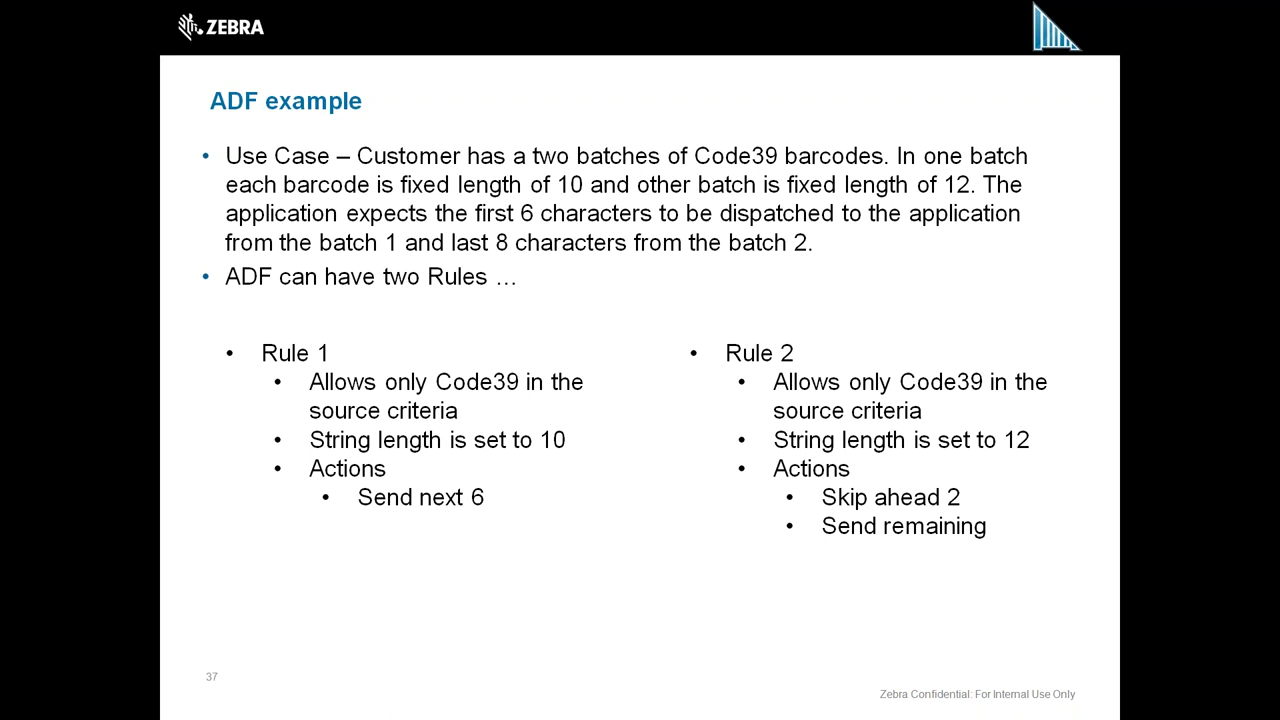 ZEBRA
ADF example
• Use Case – Customer has a two batches of Code39 barcodes. In one batch
each barcode is fixed length of 10 and other batch is fixed length of 12. The
application expects the first 6 characters to be dispatched to the application
from the batch 1 and last 8 characters from the batch 2.
• ADF can have two Rules …
• Rule 1
• Allows only Code39 in the
source criteria
• String length is set to 10
• Actions
• Send next 6
• Rule 2
• Allows only Code39 in the
source criteria
• String length is set to 12
• Actions
• Skip ahead 2
• Send remaining
37
Zebra Confidential: For Internal Use Only